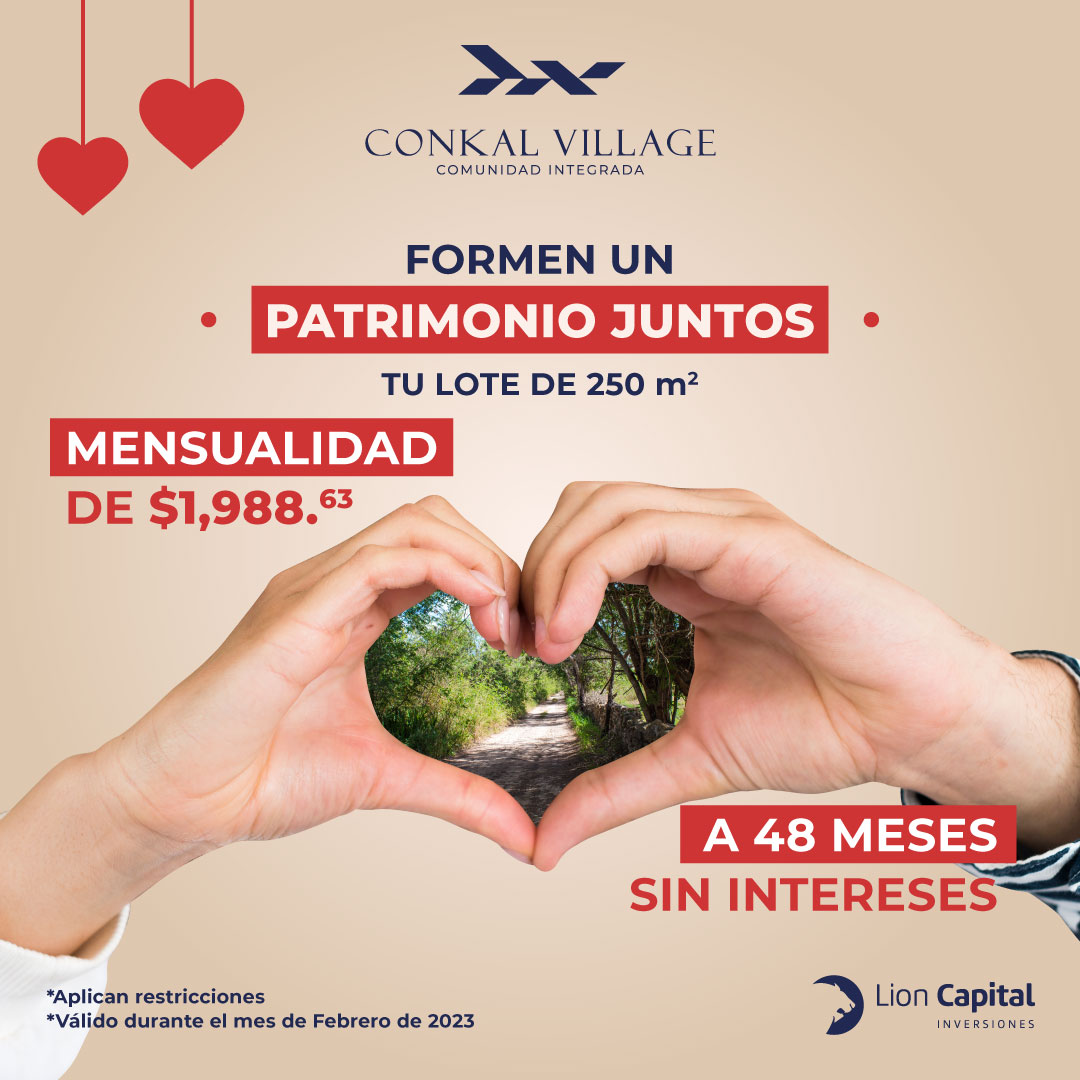 CONKAL VILLAGE
COMUNIDAD INTEGRADA
FORMEN UN
PATRIMONIO JUNTOS
TU LOTE DE 250 m²
MENSUALIDAD
DE $1,988.⁶³
A 48 MESES
SIN INTERESES
*Aplican restricciones
*Válido durante el mes de Febrero de 2023
Lion Capital
INVERSIONES